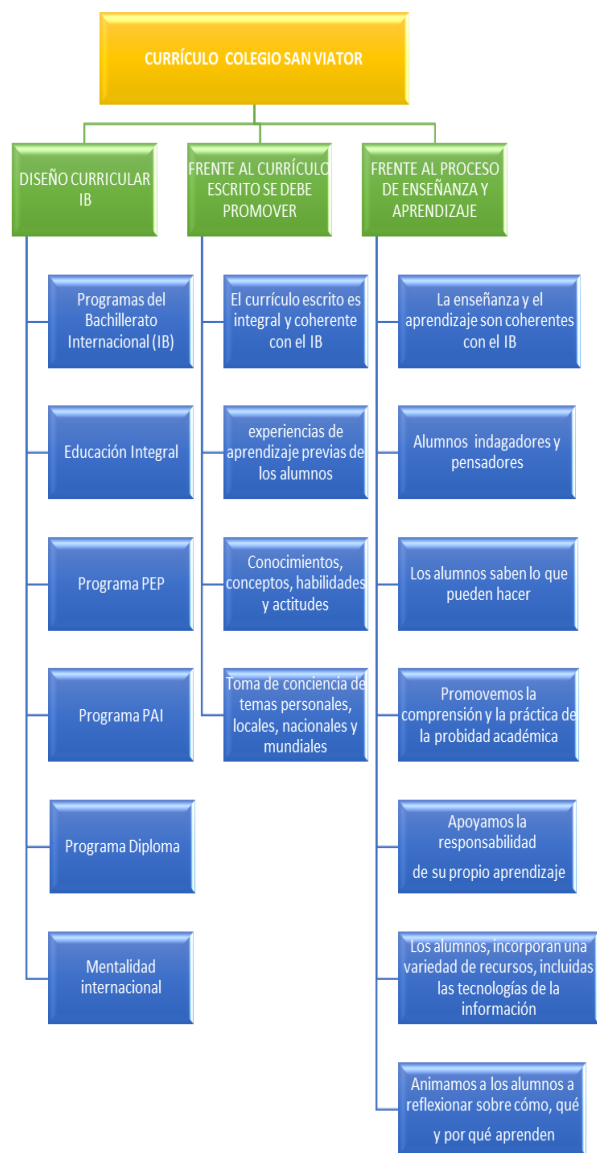 CURRÍCULO  COLEGIO SAN VIATOR
DISEÑO CURRICULAR
IB
Programas del
Bachillerato
Internacional (IB)
Educación Integral
Programa PEP
Programa PAI
Programa Diploma
Mentalidad
internacional
FRENTE AL CURRÍCULO
ESCRITO SE DEBE
PROMOVER
El currículo escrito es
integral y coherente
con el IB
experiencias de
aprendizaje previas de
los alumnos
Conocimientos,
conceptos, habilidades
y actitudes
Toma de conciencia de
temas personales,
locales, nacionales y
mundiales
FRENTE AL PROCESO
DE ENSEÑANZA Y
APRENDIZAJE
La enseñanza y el
aprendizaje son coherentes
con el IB
Alumnos indagadores y
pensadores
Los alumnos saben lo que
pueden hacer
Promovemos la
comprensión y la práctica de
la probidad académica
Apoyamos la
responsabilidad
de su propio aprendizaje
Los alumnos, incorporan una
variedad de recursos, incluidas
las tecnologías de la
información
Animamos a los alumnos a
reflexionar sobre cómo, qué
y por qué aprenden